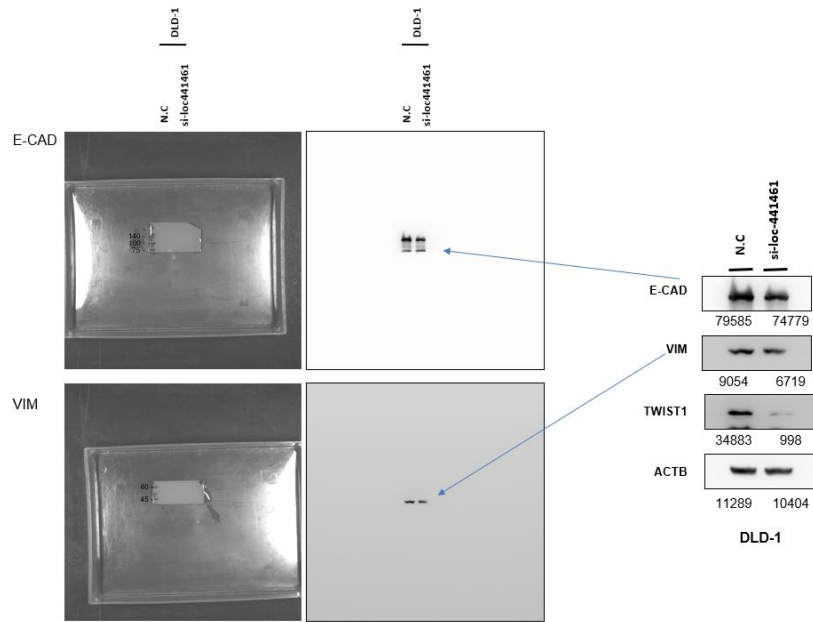 DLD-1
N.C
si-loc441461
DLD-1
N.C
si-loc441461
E-CAD
140
100
75
VIM
60
45
N.C
si-loc-441461
E-CAD
79585 74779
VIM
9054 6719
TWIST1
34883 998
ACTB
11289 10404
DLD-1